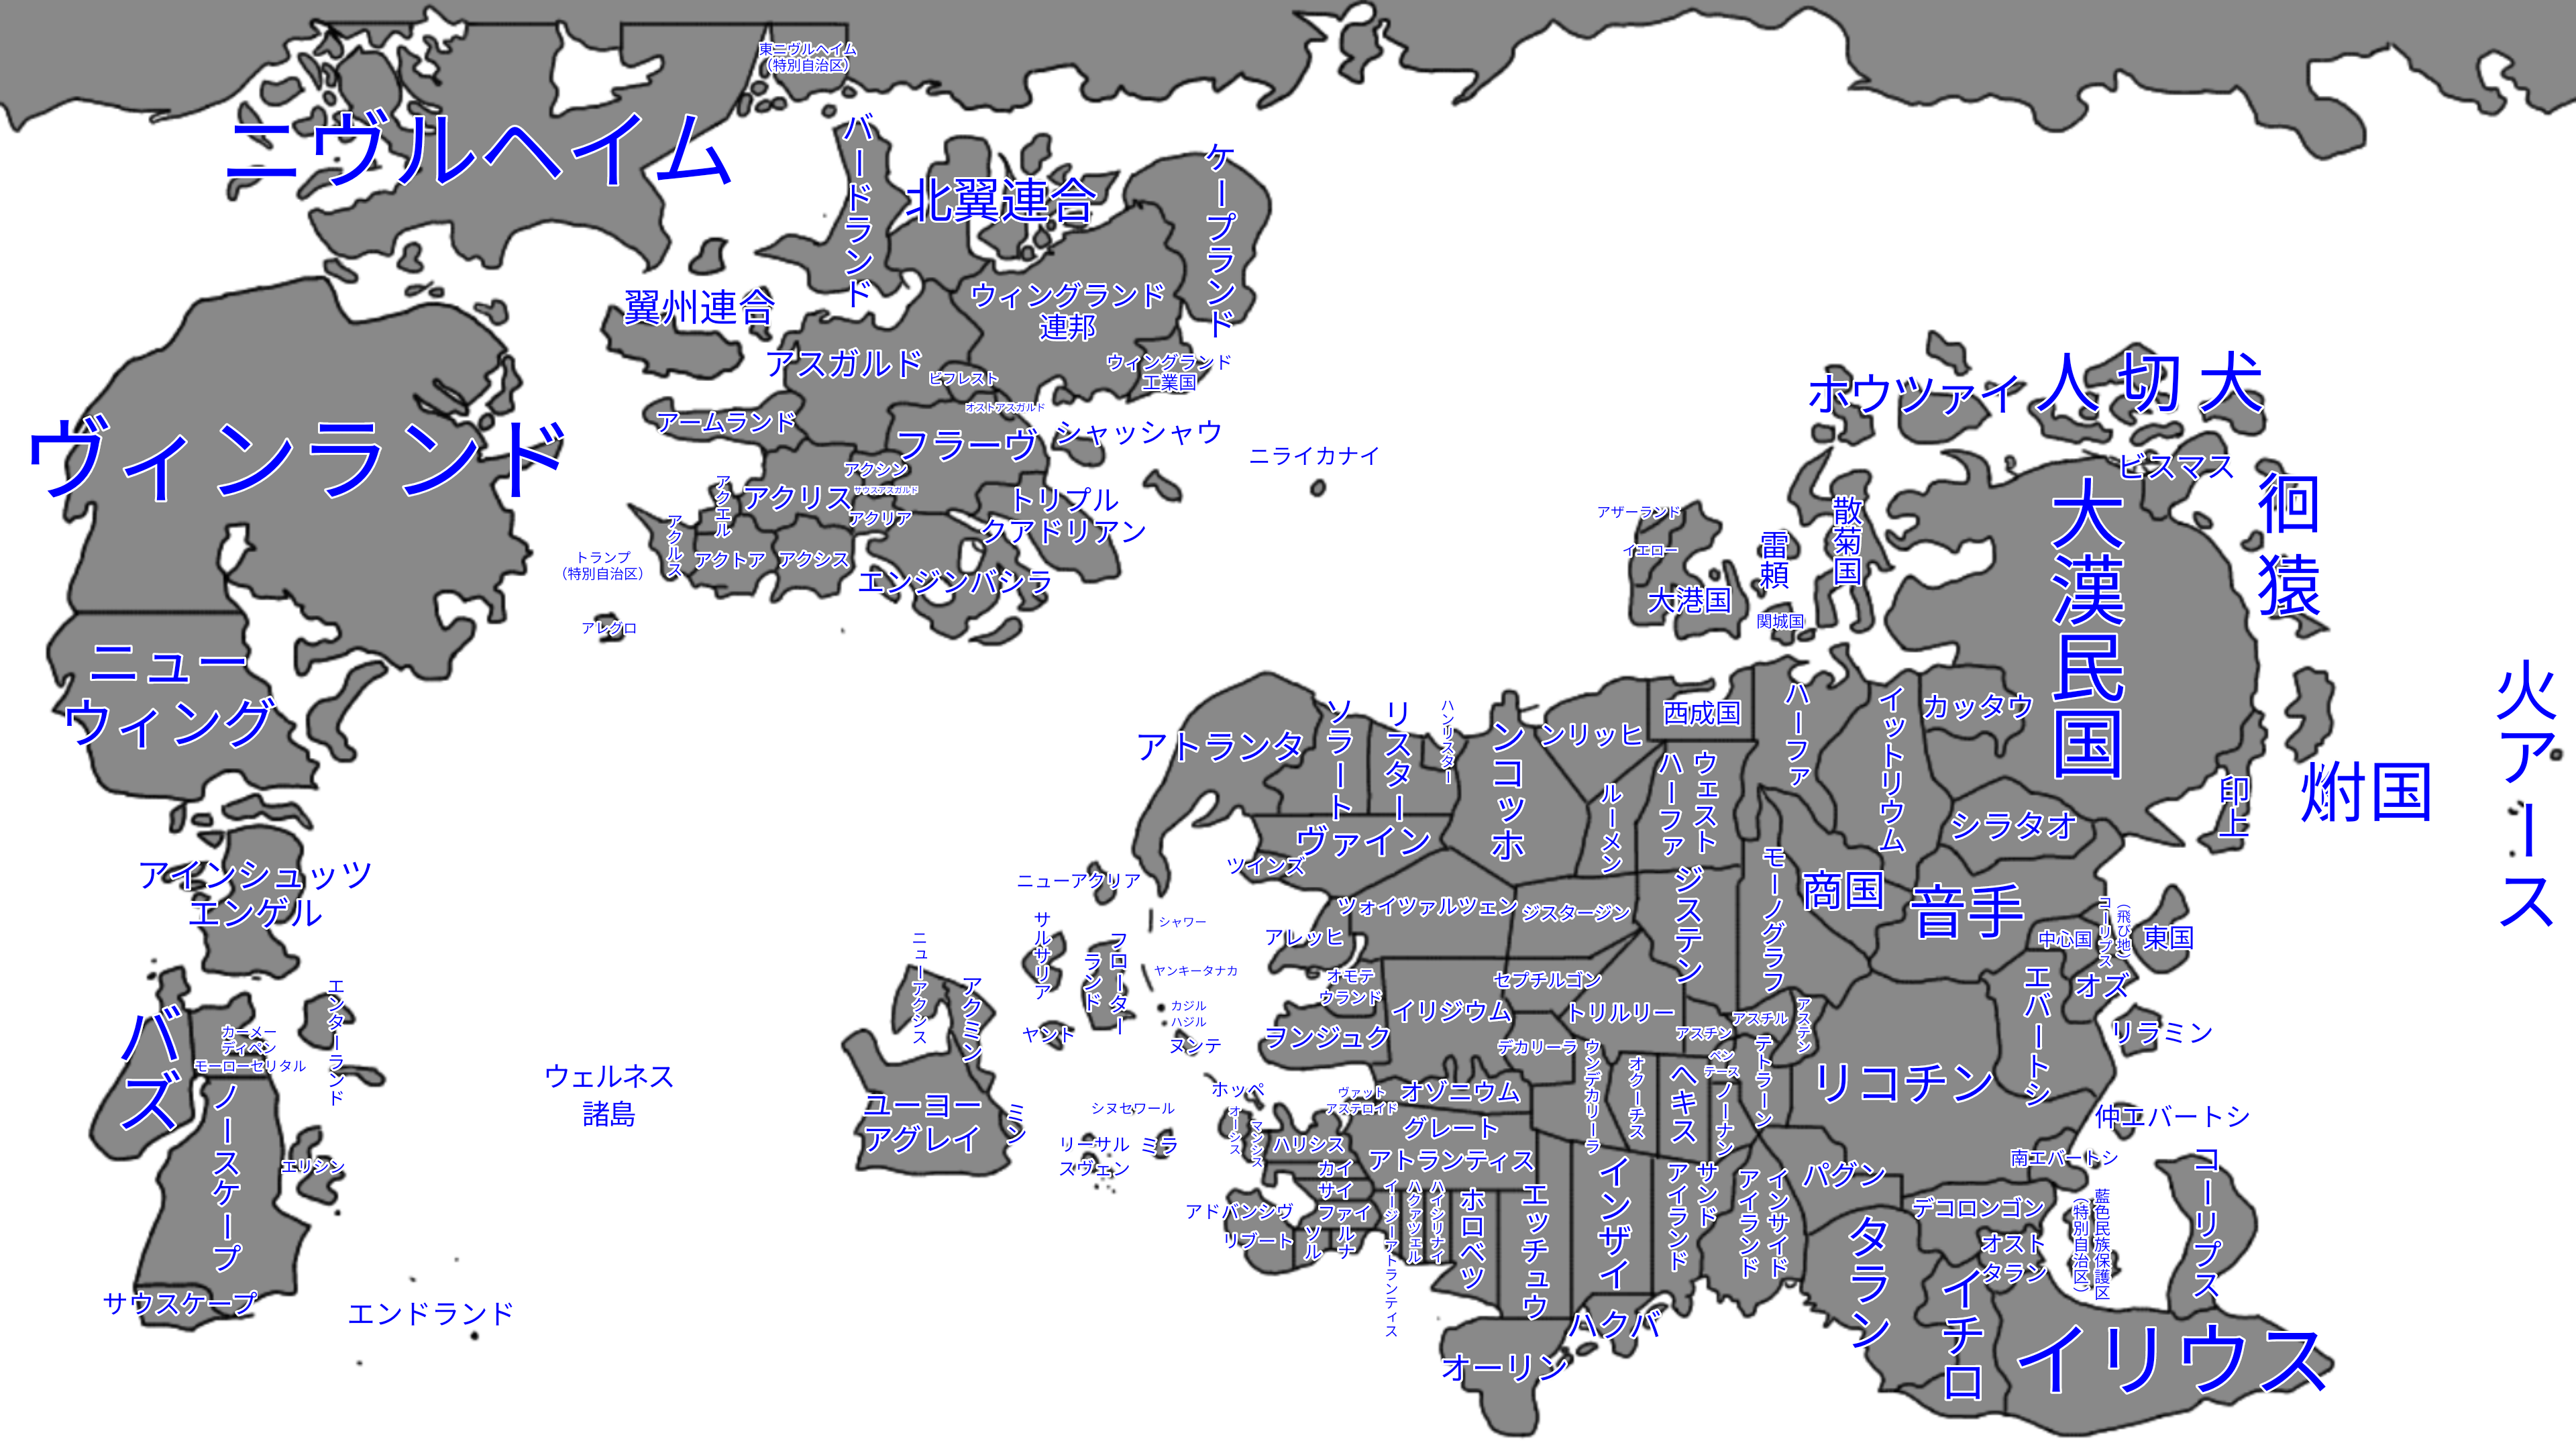 東ニヴルヘイム
（特別自治区）
ニヴルヘイム
バードランド
北翼連合
ケープランド
翼州連合
ウィングランド
連邦
アスガルド
ビフレスト
ウィングランド
工業国
オストアスガルド
アームランド
フラーヴ
シャッシャウ
ニライカナイ
ヴィンランド
アクシン
アクリス
サウスアスガルド
アクエル
アクリア
アクルス
アクトア
アクシス
トリプル
クアドリアン
エンジンバシラ
トランプ
（特別自治区）
アレグロ
ニュー
ウィング
アインシュッツ
エンゲル
バズ
カーメー
ディペン
モーローセリタル
エンターランド
ノースケープ
エリシン
サウスケープ
エンドランド
ウェルネス
諸島
ホウツァイ
人切犬
ビスマス
大漢民国
徊猿
散菊国
雷頼
アザーランド
イエロー
大港国
関城国
火アース
印上
アトランタ
ソラート
リスター
ハンリスター
ンコッホ
ンリッヒ
西成国
ハーファ
イットリウム
カッタウ
ルーメン
ウェスト
ハーファ
ヴァイン
ツインズ
シラタオ
モーノグラフ
商国
音手
ジステン
ツォイツァルツェン
ジスタージン
アレッヒ
中心国
コーリプス
（飛び地）
東国
オズ
エバートシ
リラミン
オモテ
ウランド
セプチルゴン
イリジウム
トリルリー
ヲンジュク
アスチル
アスチン
アステン
デカリーラ
ウンデカリーラ
オクーチス
ヘキス
ペン
テース
ノーナン
テトラーン
リコチン
仲エバートシ
南エバートシ
ニューアクリア
サルサリア
フローター
ランド
シャワー
ヤンキータナカ
カジル
ハジル
ヌンテ
ヤント
ニューアクシス
アクミン
ユーヨー
アグレイ
ミン
シヌセワール
リーサル
スヴェン
ミラ
ホッペ
オーシス
マンシス
ヴァット
アステロイド
オゾニウム
グレート
アトランティス
ハリシス
カイ
サイ
ファイ
アドバンシヴ
リブート
ソル
ルナ
イージーアトランティス
ハクァツェル
ハイシリナイ
ホロベツ
エッチュウ
インザイ
サンド
アイランド
インサイド
アイランド
パグン
デコロンゴン
オスト
タラン
タラン
イチロ
藍色民族保護区
（特別自治区）
コーリプス
イリウス
ハクバ
オーリン